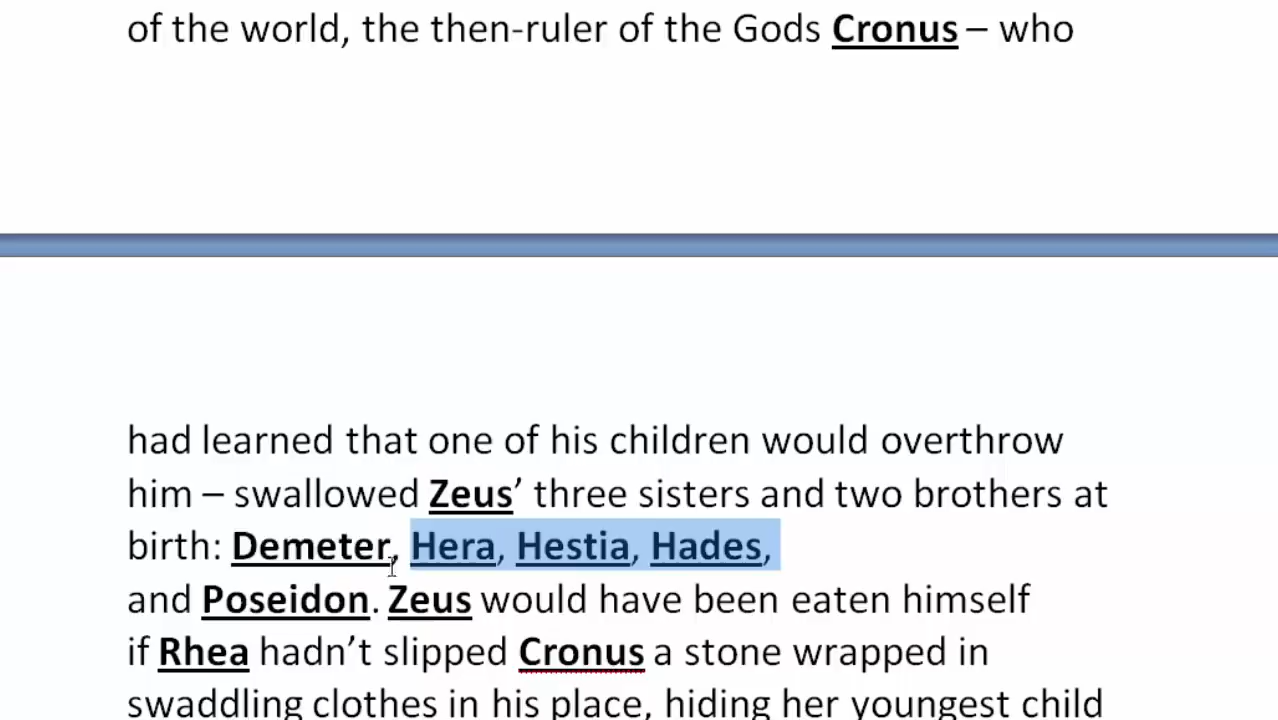 of the world, the then-ruler of the Gods Cronus – who
had learned that one of his children would overthrow
him – swallowed Zeus’ three sisters and two brothers at
birth: Demeter, Hera, Hestia, Hades,
and Poseidon. Zeus would have been eaten himself
if Rhea hadn’t slipped Cronus a stone wrapped in
swaddling clothes in his place, hiding her youngest child